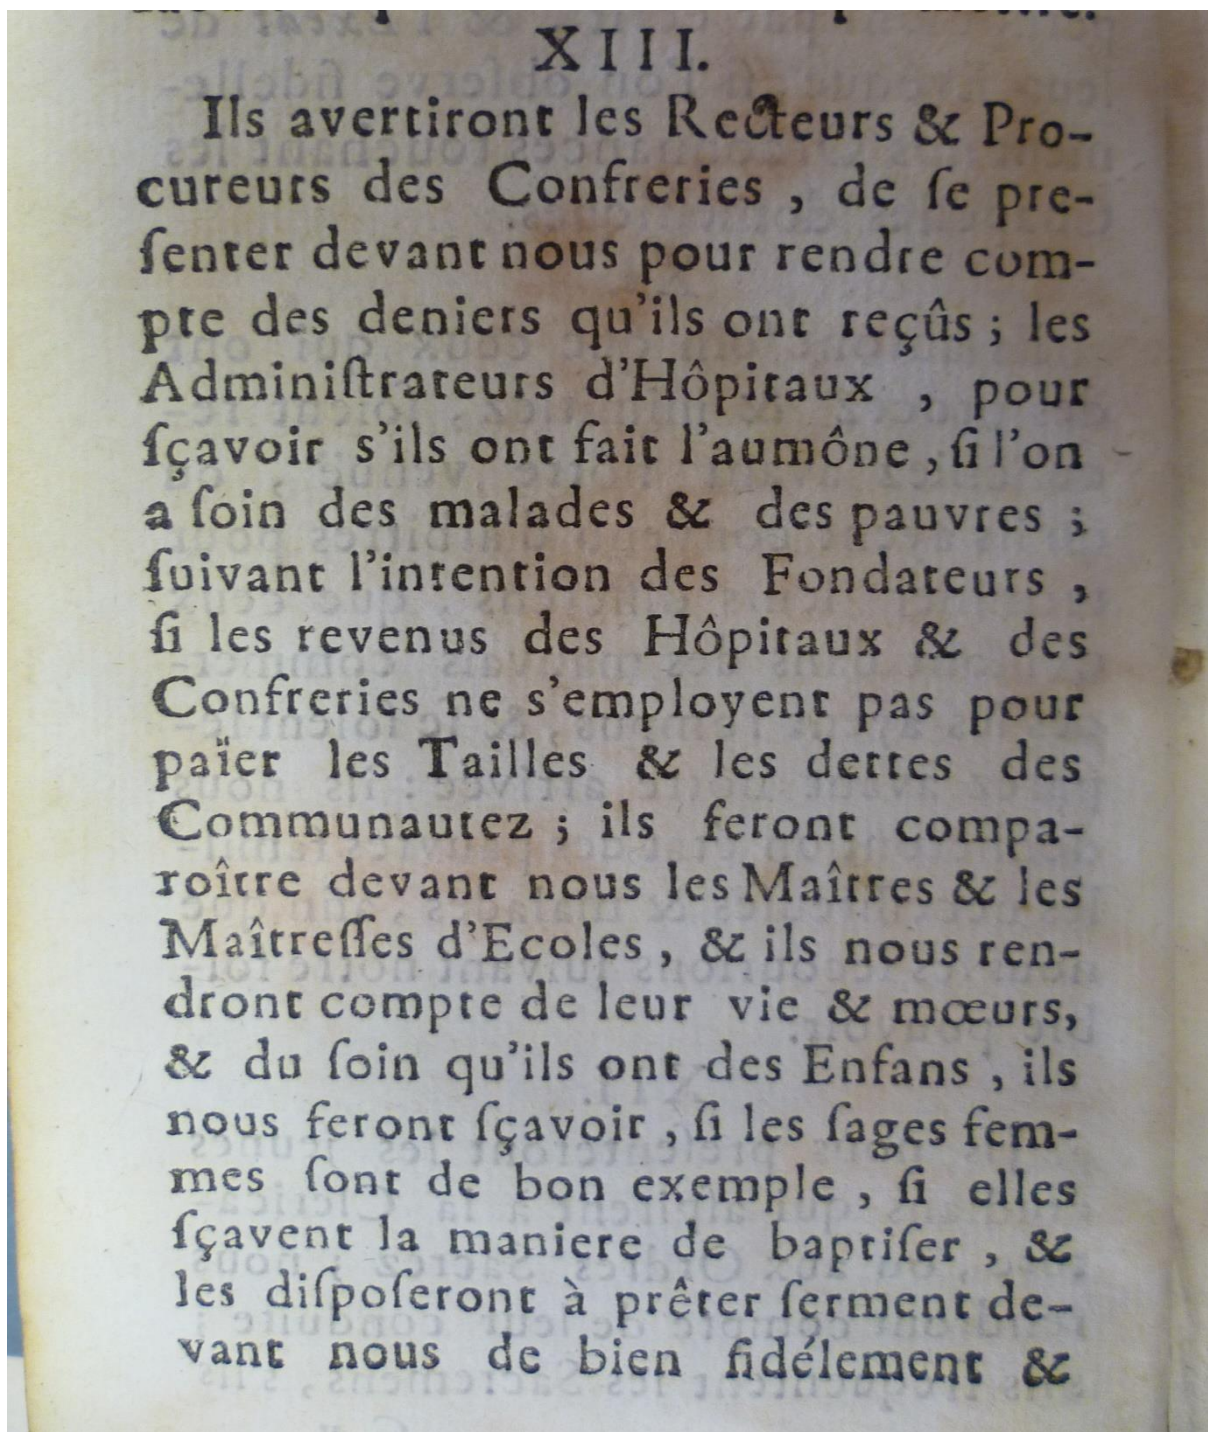 XIII.
Ils avertiront les Recteurs & Pro-
cureurs des Confreries , de ſe pre-
ſenter devant nous pour rendre com-
pte des deniers qu'ils ont reçûs ; les
Adminiſtrateurs d'Hôpitaux , pour
ſçavoir s'ils ont fait l'aumône , ſi l'on
a ſoin des malades & des pauvres ;
ſuivant l'intention des Fondateurs ,
ſi les revenus des Hôpitaux & des
Confreries ne s'employent pas pour
païer les Tailles & les dettes des
Communautez ; ils feront compa-
roître devant nous les Maîtres & les
Maîtreſſes d'Ecoles , & ils nous ren-
dront compte de leur vie & mœurs,
& du ſoin qu'ils ont des Enfans , ils
nous feront ſçavoir , ſi les ſages fem-
mes ſont de bon exemple , ſi elles
ſçavent la maniere de baptiſer , &
les diſpoſeront à prêter ſerment de-
vant nous de bien fidélement &